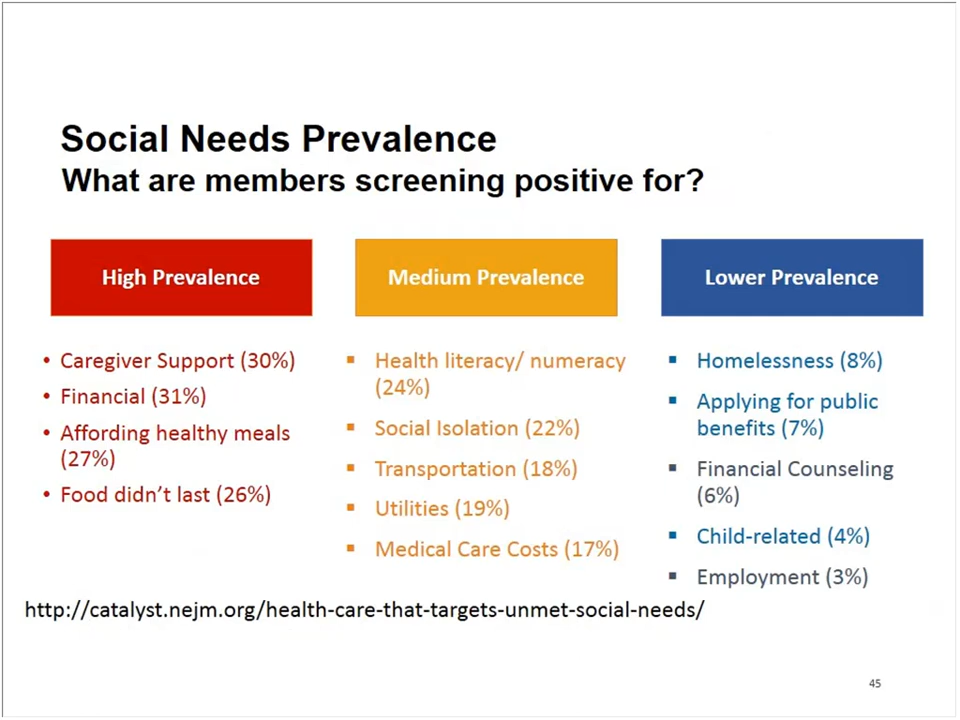 Social Needs Prevalence
What are members screening positive for?
High Prevalence
• Caregiver Support (30%)
• Financial (31%)
• Affording healthy meals
(27%)
• Food didn't last (26%)
Medium Prevalence
▪ Health literacy/ numeracy
(24%)
▪ Social Isolation (22%)
▪ Transportation (18%)
▪ Utilities (19%)
▪ Medical Care Costs (17%)
Lower Prevalence
▪ Homelessness (8%)
▪ Applying for public
benefits (7%)
▪ Financial Counseling
(6%)
▪ Child-related (4%)
▪ Employment (3%)
http://catalyst.nejm.org/health-care-that-targets-unmet-social-needs/
45